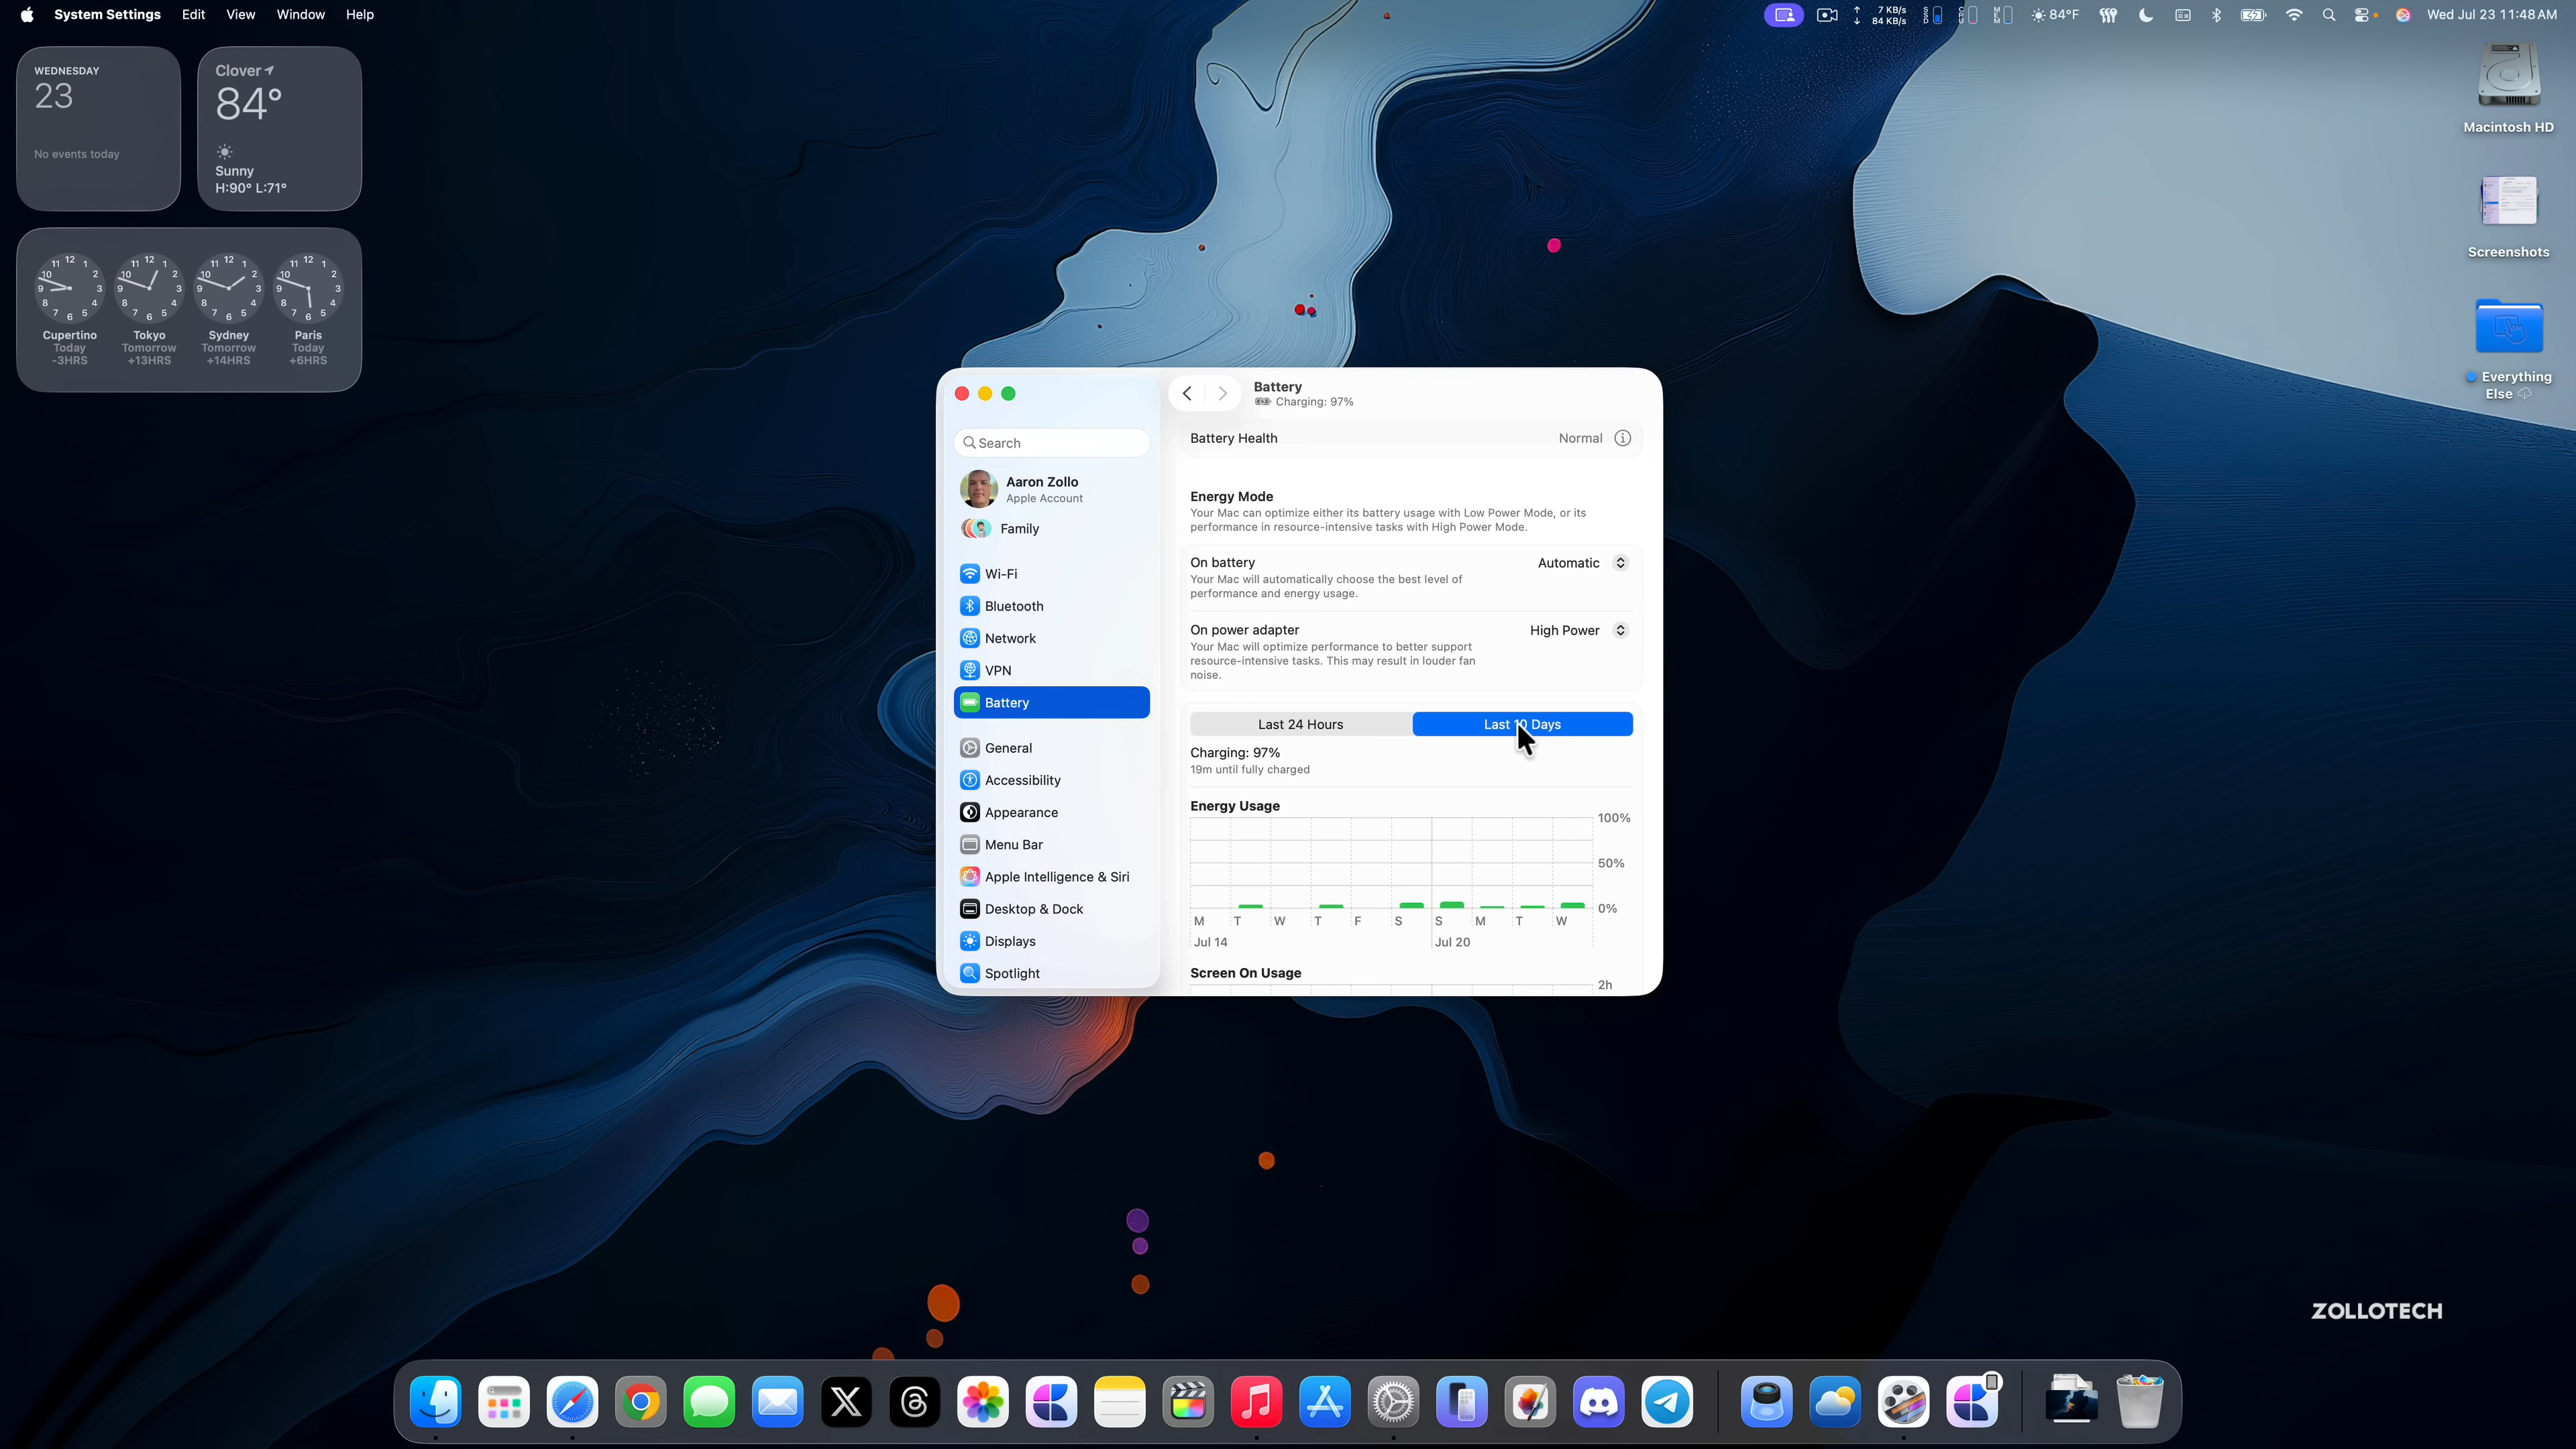 System Settings Edit View Window Help
7 KB/s
84 KB/s
SSD
CPU
MEM
84°F
Wed Jul 23 11:48 AM
WEDNESDAY
23
No events today
Clover
84°
Sunny
H:90° L:71°
Cupertino
Today
-3HRS
Tokyo
Tomorrow
+13HRS
Sydney
Tomorrow
+14HRS
Paris
Today
+6HRS
Macintosh HD
Screenshots
Everything
Else
Search
Aaron Zollo
Apple Account
Family
Wi-Fi
Bluetooth
Network
VPN
Battery
General
Accessibility
Appearance
Menu Bar
Apple Intelligence & Siri
Desktop & Dock
Displays
Spotlight
Battery
Charging: 97%
Battery Health Normal
Energy Mode
Your Mac can optimize either its battery usage with Low Power Mode, or its
performance in resource-intensive tasks with High Power Mode.
On battery Automatic
Your Mac will automatically choose the best level of
performance and energy usage.
On power adapter High Power
Your Mac will optimize performance to better support
resource-intensive tasks. This may result in louder fan
noise.
Last 24 Hours Last 10 Days
Charging: 97%
19m until fully charged
Energy Usage
100%
50%
0%
M T W T F S S M T W
Jul 14 Jul 20
Screen On Usage
2h
ZOLLOTECH